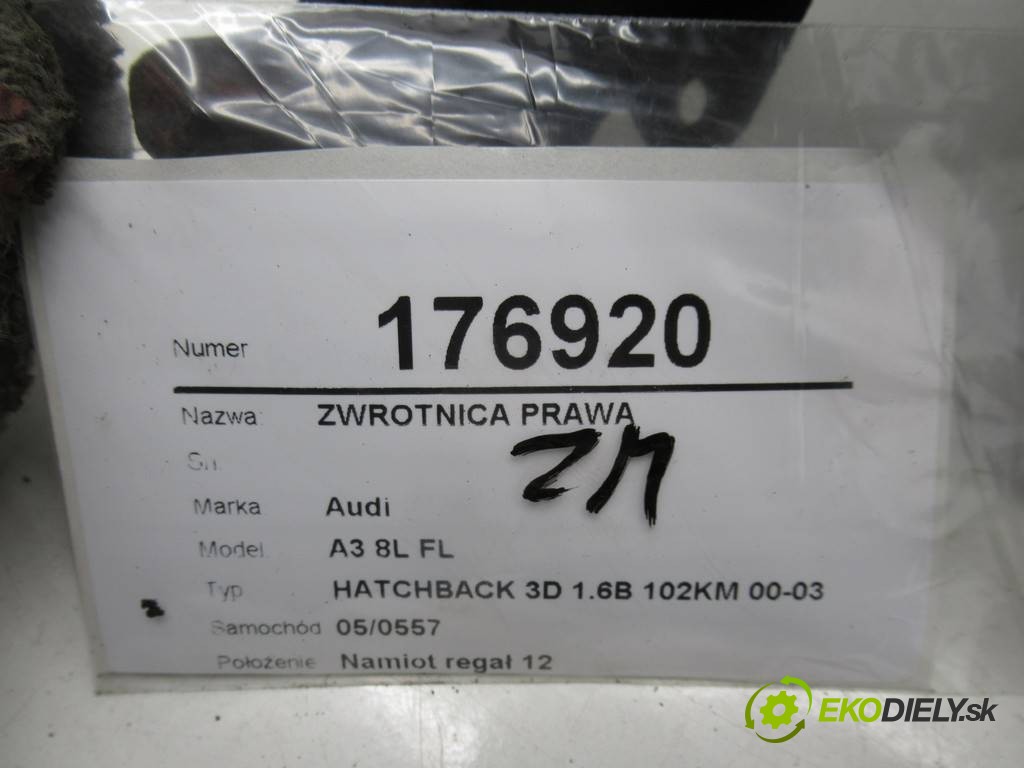 Numer 176920
Nazwa: ZWROTNICA PRAWA
ZM
Sn.
Marka Audi
Model A3 8L FL
Typ HATCHBACK 3D 1.6B 102KM 00-03
Samochód 05/0557
Położenie Namiot regał 12
EKODIELY.sk